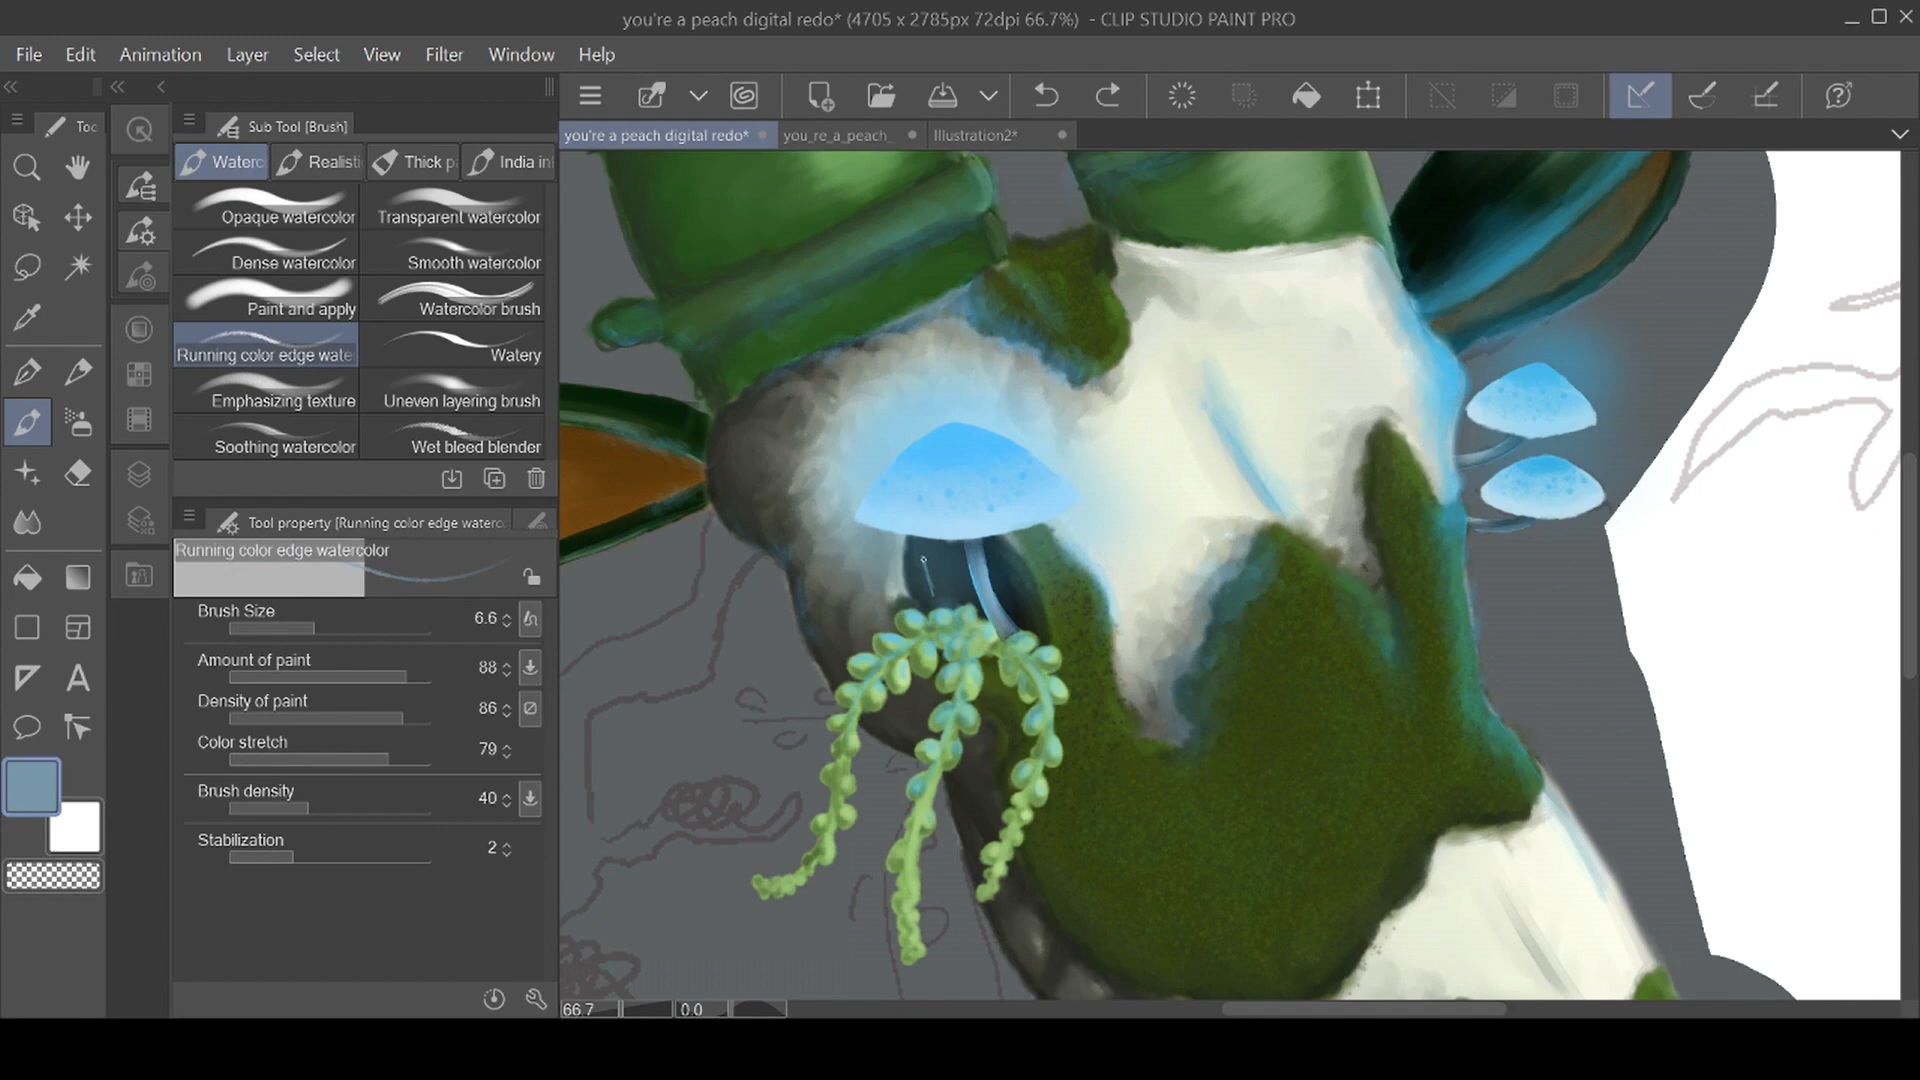 you're a peach digital redo* (4705 x 2785px 72dpi 66.7%) - CLIP STUDIO PAINT PRO
File Edit Animation Layer Select View Filter Window Help
Too
Sub Tool [Brush]
you're a peach digital redo* you_re_a_peach_ Illustration2*
Waterc Realisti Thick p India in
Opaque watercolor Transparent watercolor
Dense watercolor Smooth watercolor
Paint and apply Watercolor brush
Running color edge wate Watery
Emphasizing texture Uneven layering brush
Soothing watercolor Wet bleed blender
Tool property [Running color edge waterco
Running color edge watercolor
Brush Size 6.6
Amount of paint 88
Density of paint 86
Color stretch 79
Brush density 40
Stabilization 2
A
66.7 0.0